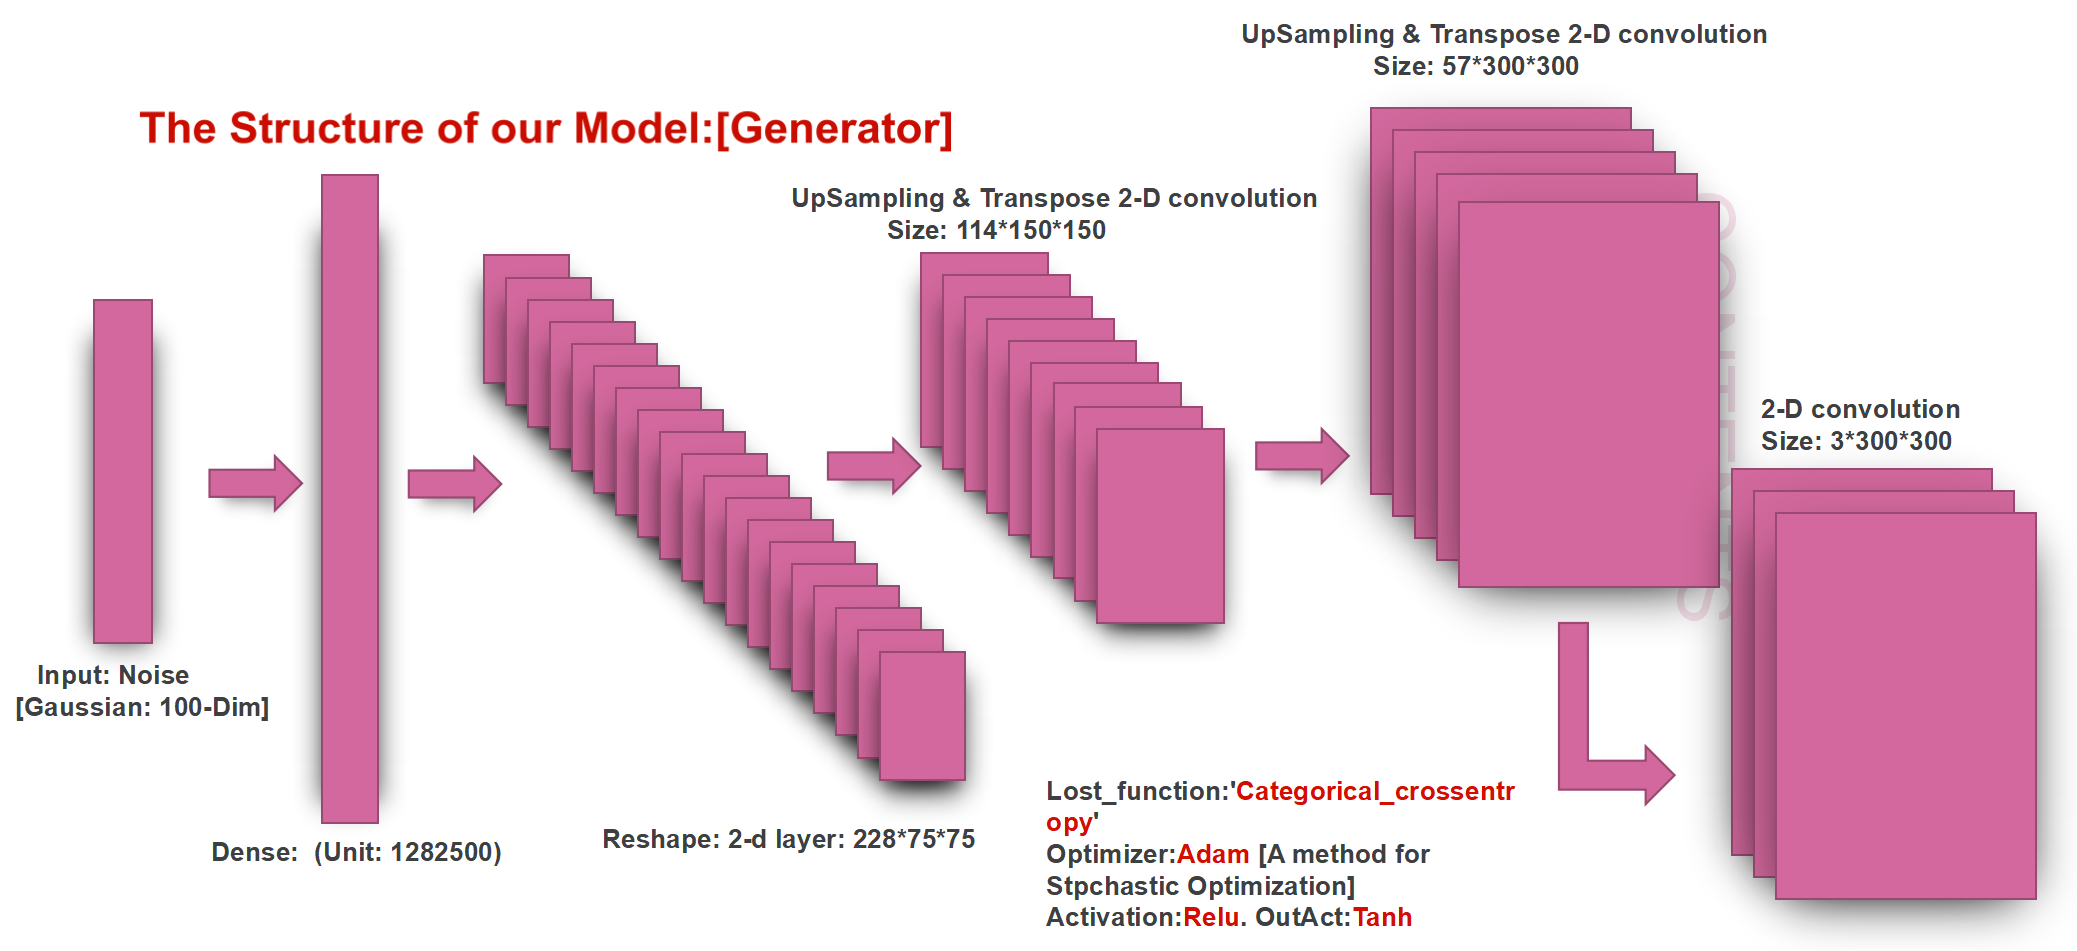 UpSampling & Transpose 2-D convolution
Size: 57*300*300
The Structure of our Model:[Generator]
UpSampling & Transpose 2-D convolution
Size: 114*150*150
2-D convolution
Size: 3*300*300
Input: Noise
[Gaussian: 100-Dim]
Dense:  (Unit: 1282500)
Reshape: 2-d layer: 228*75*75
Lost_function:'Categorical_crossentr
opy'
Optimizer:Adam [A method for
Stpchastic Optimization]
Activation:Relu. OutAct:Tanh